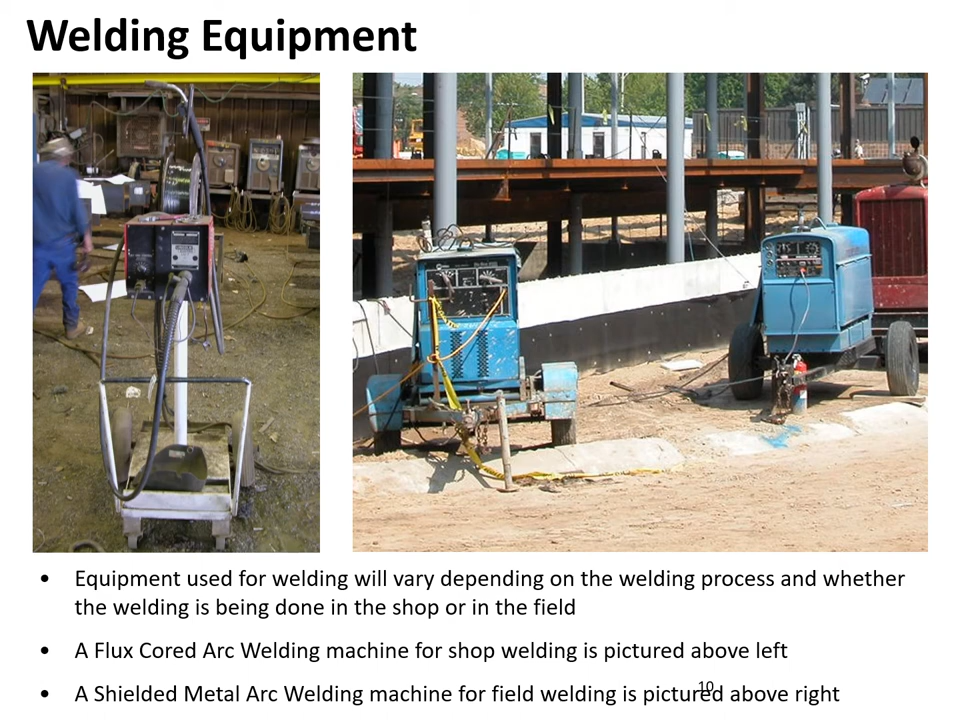 Welding Equipment
• Equipment used for welding will vary depending on the welding process and whether
the welding is being done in the shop or in the field
• A Flux Cored Arc Welding machine for shop welding is pictured above left
• A Shielded Metal Arc Welding machine for field welding is pictured above right
10